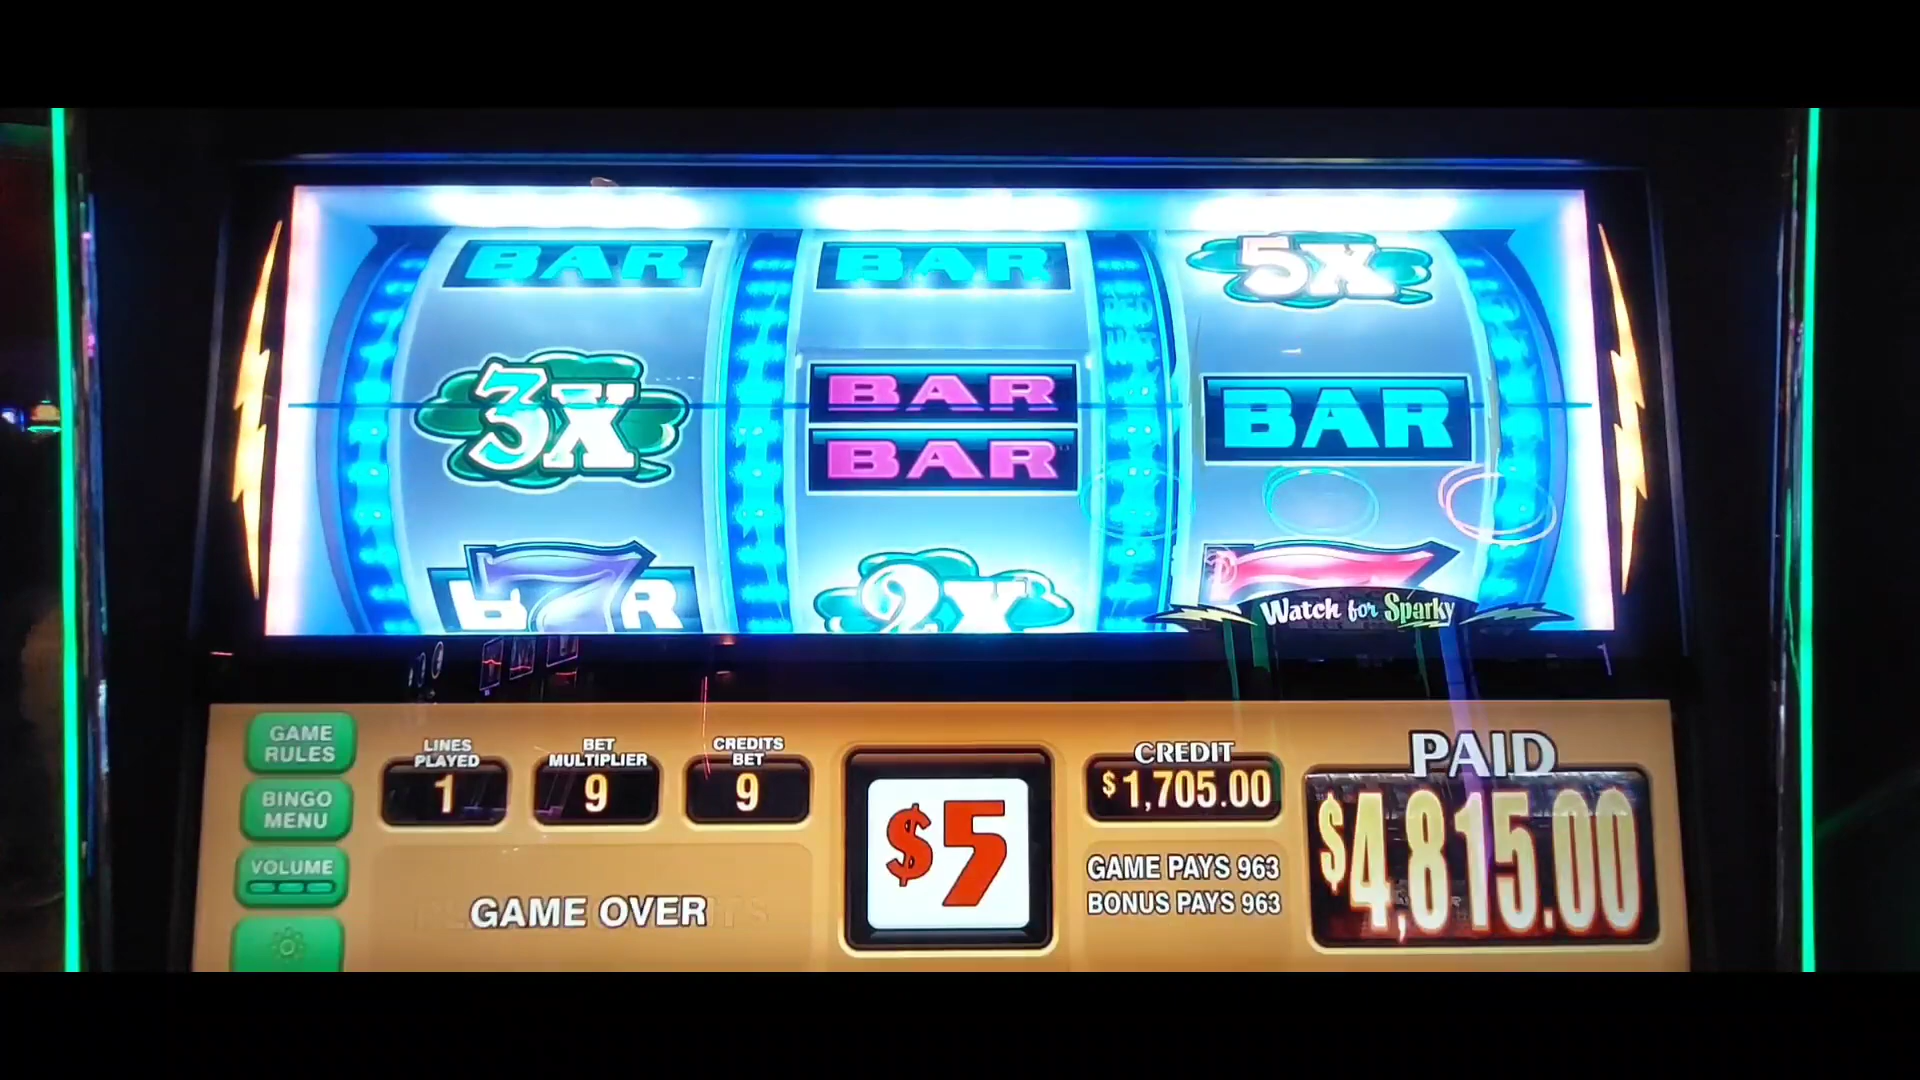 BAR
BAR
5X
3X
BAR
BAR
BAR
2X
Watch for Sparky
GAME RULES
LINES PLAYED
1
BET MULTIPLIER
9
CREDITS BET
9
BINGO MENU
VOLUME
GAME OVER
$5
CREDIT
$1,705.00
GAME PAYS 963
BONUS PAYS 963
PAID
$4,815.00